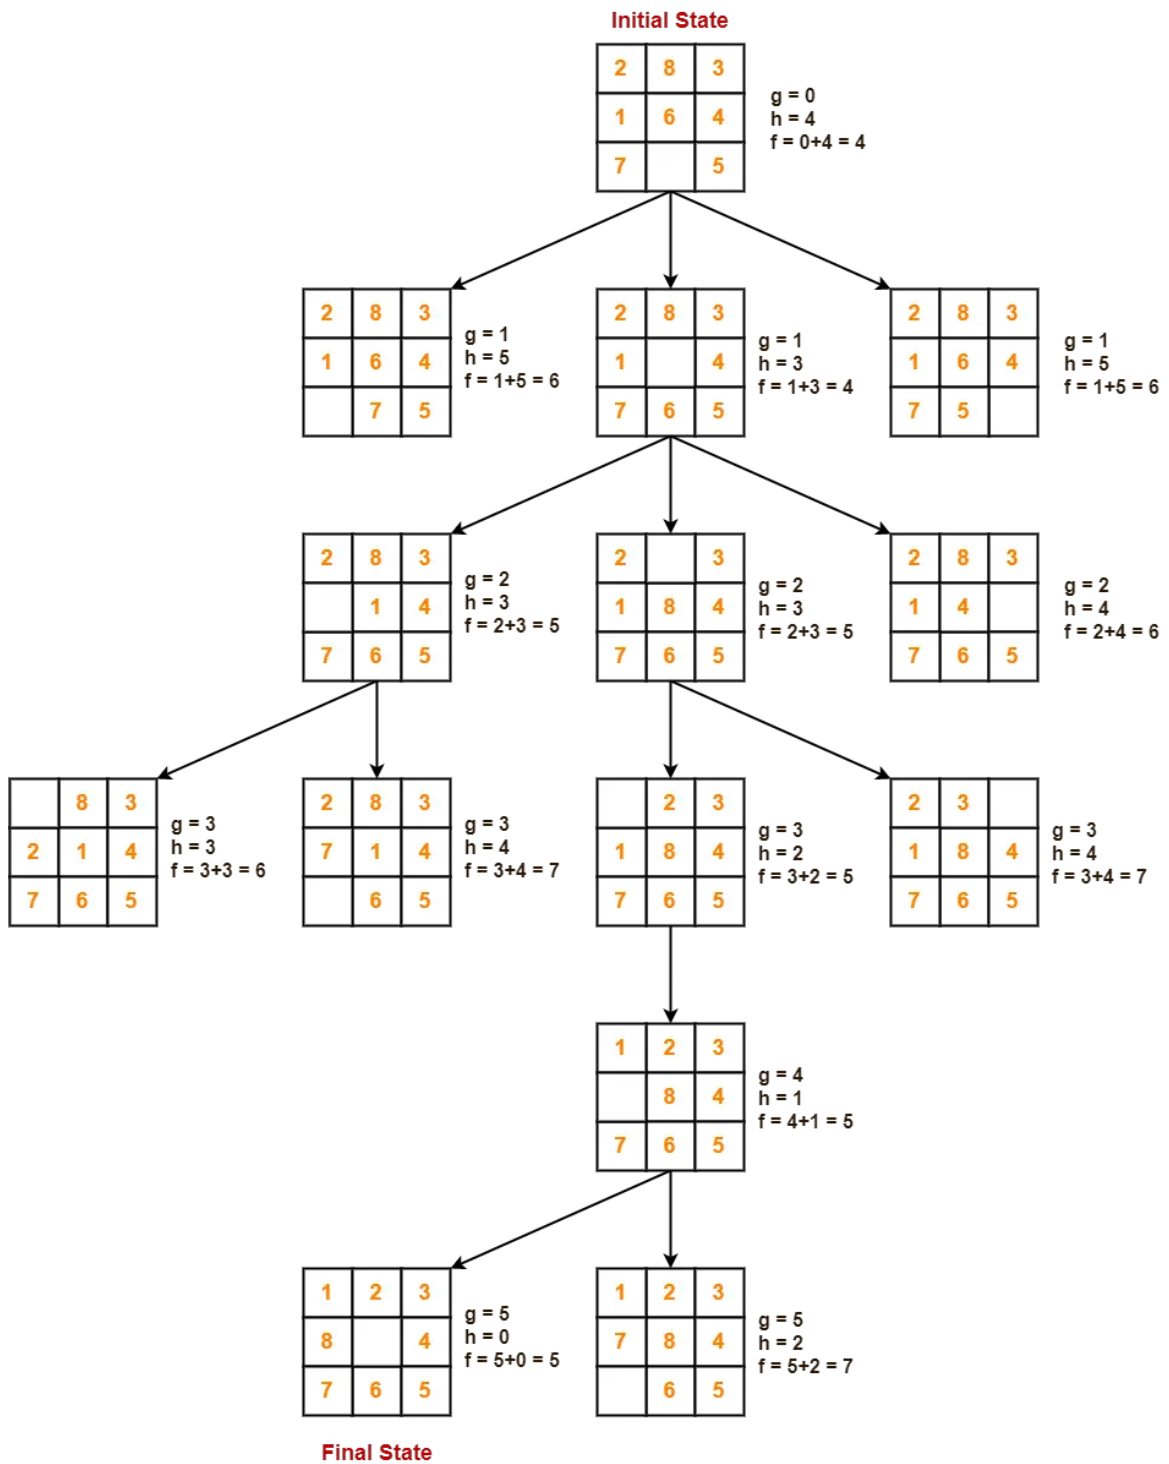 Initial State
2 8 3
1 6 4
7 5
g = 0
h = 4
f = 0+4 = 4
2 8 3
1 6 4
7 5
g = 1
h = 5
f = 1+5 = 6
2 8 3
1 4
7 6 5
g = 1
h = 3
f = 1+3 = 4
2 8 3
1 6 4
7 5
g = 1
h = 5
f = 1+5 = 6
2 8 3
1 4
7 6 5
g = 2
h = 3
f = 2+3 = 5
2 3
1 8 4
7 6 5
g = 2
h = 3
f = 2+3 = 5
2 8 3
1 4
7 6 5
g = 2
h = 4
f = 2+4 = 6
8 3
2 1 4
7 6 5
g = 3
h = 3
f = 3+3 = 6
2 8 3
7 1 4
6 5
g = 3
h = 4
f = 3+4 = 7
2 3
1 8 4
7 6 5
g = 3
h = 2
f = 3+2 = 5
2 3
1 8 4
7 6 5
g = 3
h = 4
f = 3+4 = 7
1 2 3
8 4
7 6 5
g = 4
h = 1
f = 4+1 = 5
1 2 3
8 4
7 6 5
g = 5
h = 0
f = 5+0 = 5
1 2 3
7 8 4
6 5
g = 5
h = 2
f = 5+2 = 7
Final State